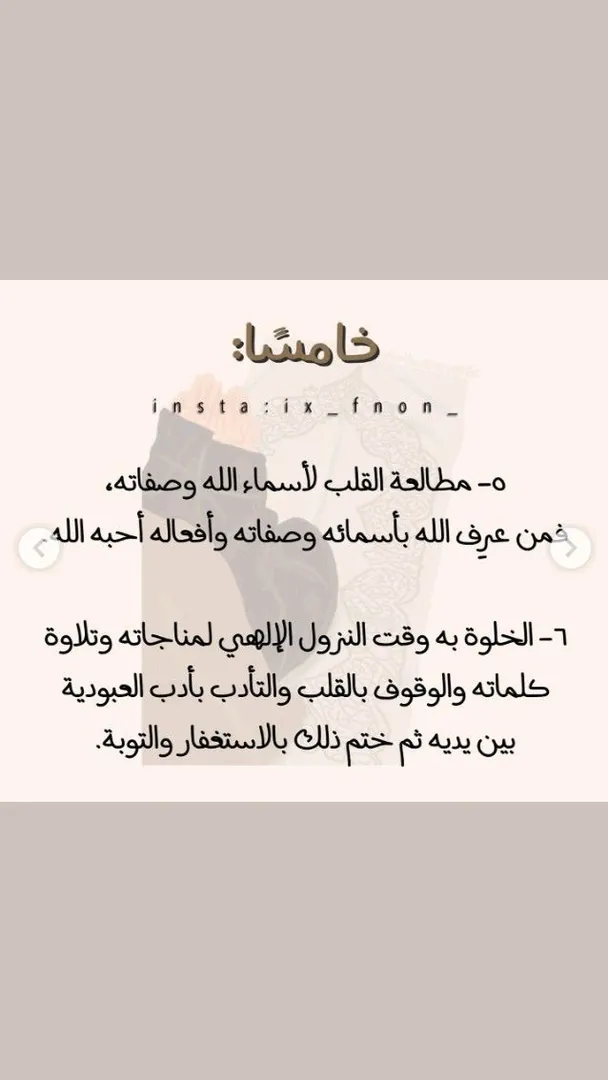 خامسًا:
insta:ix_fnon_
٥- مطالعة القلب لأسماء الله وصفاته،
فمن عرِف الله بأسمائه وصفاته وأفعاله أحبه الله.
٦- الخلوة به وقت النزول الإلهي لمناجاته وتلاوة
كلماته والوقوف بالقلب والتأدب بأدب العبودية
بين يديه ثم ختم ذلك بالاستغفار والتوبة.